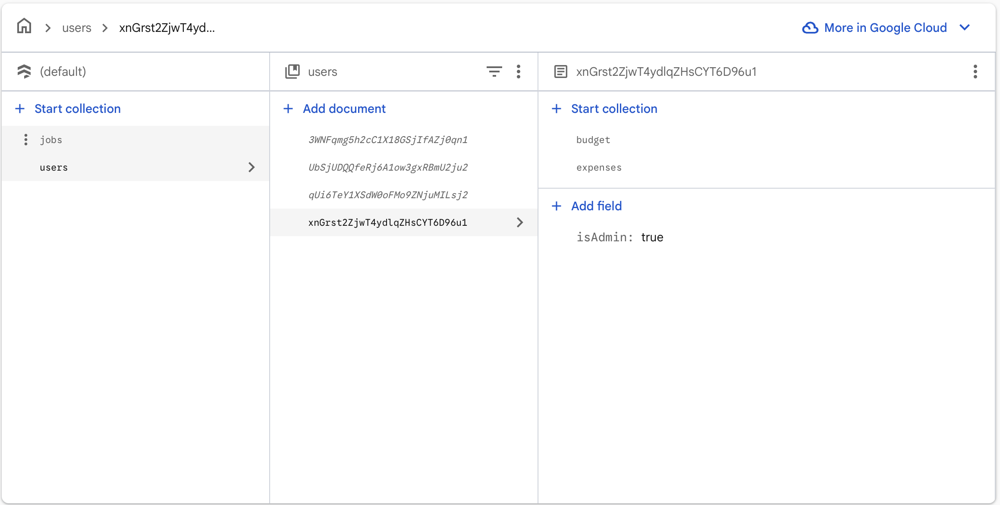 users xnGrst2ZjwT4yd... More in Google Cloud
(default)
Start collection
jobs
users
users
Add document
3WNFqmg5h2cC1X18GSjIfAZj0qn1
UbSjUDQQfeRj6A1ow3gxRBmU2ju2
qUi6TeY1XSdW0oFMo9ZNjuMILsj2
xnGrst2ZjwT4ydlqZHsCYT6D96u1
xnGrst2ZjwT4ydlqZHsCYT6D96u1
Start collection
budget
expenses
Add field
isAdmin: true